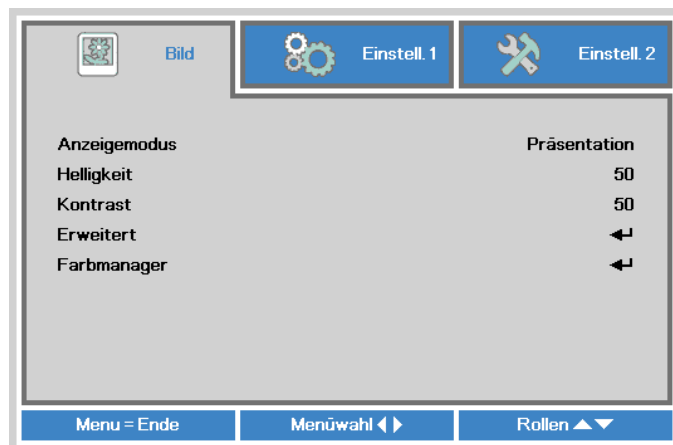 Bild
Einstell. 1
Einstell. 2
Anzeigemodus Präsentation
Helligkeit 50
Kontrast 50
Erweitert
Farbmanager
Menu = Ende
Menüwahl
Rollen